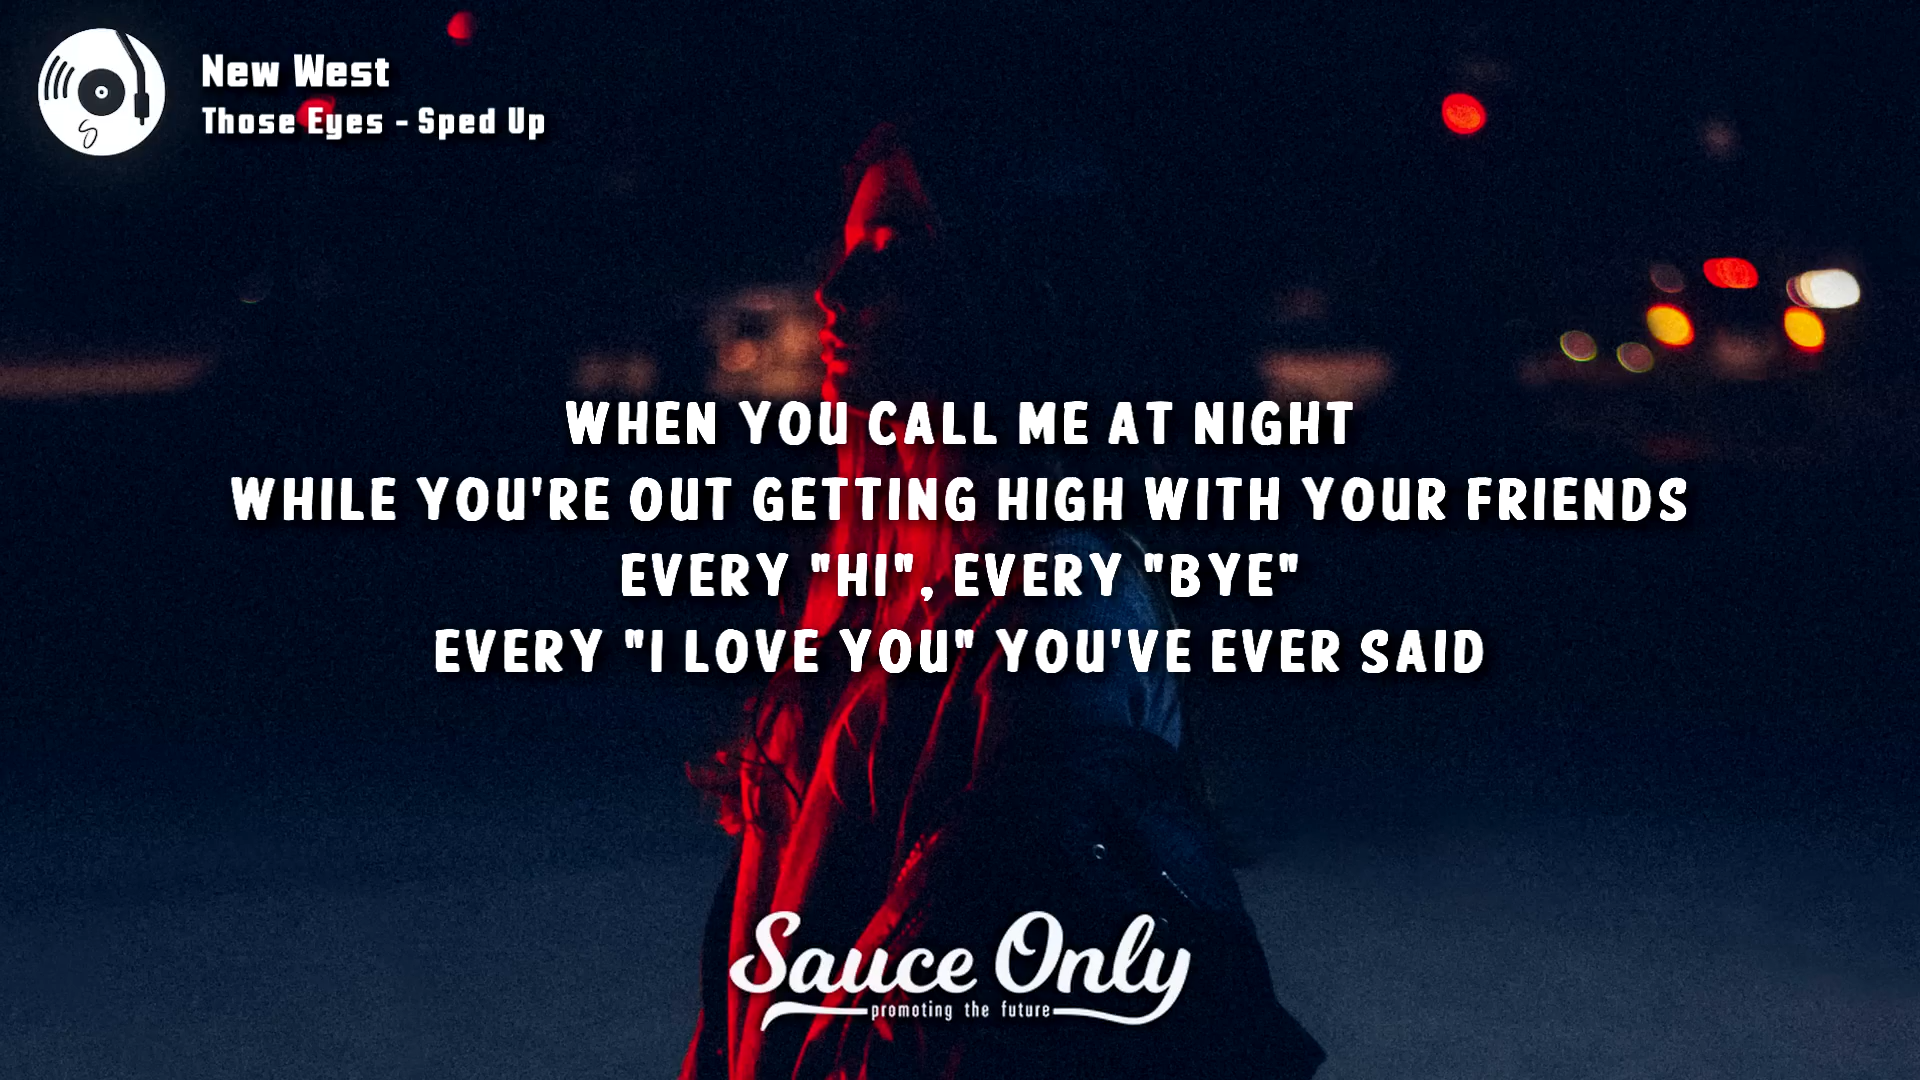 New West
Those Eyes - Sped Up
WHEN YOU CALL ME AT NIGHT
WHILE YOU'RE OUT GETTING HIGH WITH YOUR FRIENDS
EVERY "HI", EVERY "BYE"
EVERY "I LOVE YOU" YOU'VE EVER SAID
Sauce Only
promoting the future